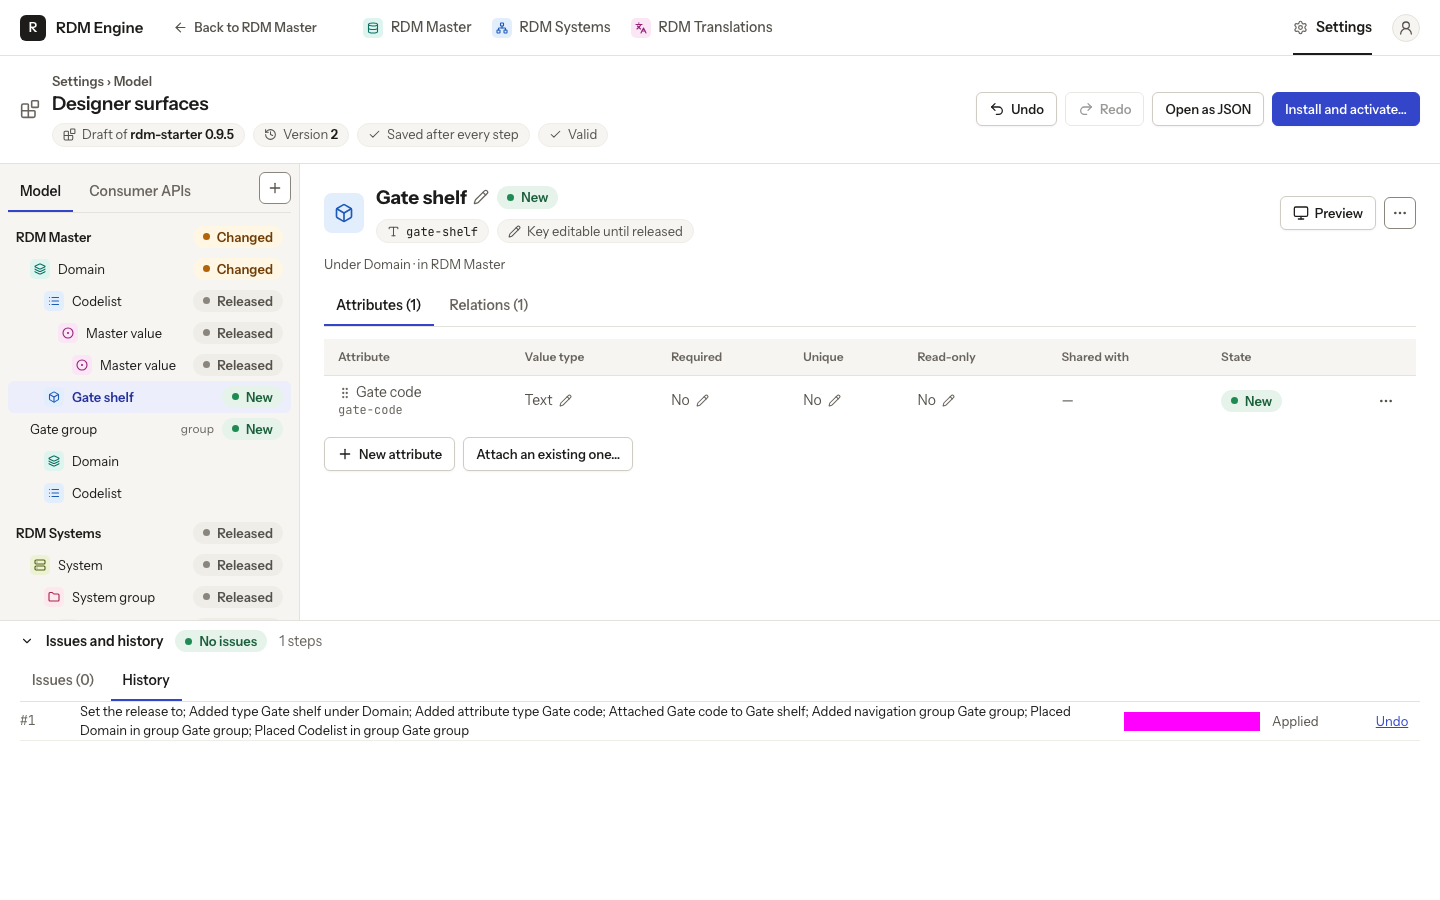 R RDM Engine Back to RDM Master RDM Master RDM Systems RDM Translations Settings
Settings › Model
Designer surfaces
Draft of rdm-starter 0.9.5 Version 2 Saved after every step Valid
Undo Redo Open as JSON Install and activate...
Model Consumer APIs
RDM Master Changed
Domain Changed
Codelist Released
Master value Released
Master value Released
Gate shelf New
Gate group group New
Domain
Codelist
RDM Systems Released
System Released
System group Released
Gate shelf New
gate-shelf Key editable until released
Preview
Under Domain · in RDM Master
Attributes (1) Relations (1)
Attribute Value type Required Unique Read-only Shared with State
Gate code Text No No No — New
gate-code
New attribute Attach an existing one...
Issues and history No issues 1 steps
Issues (0) History
#1 Set the release to; Added type Gate shelf under Domain; Added attribute type Gate code; Attached Gate code to Gate shelf; Added navigation group Gate group; Placed
Domain in group Gate group; Placed Codelist in group Gate group
Applied Undo